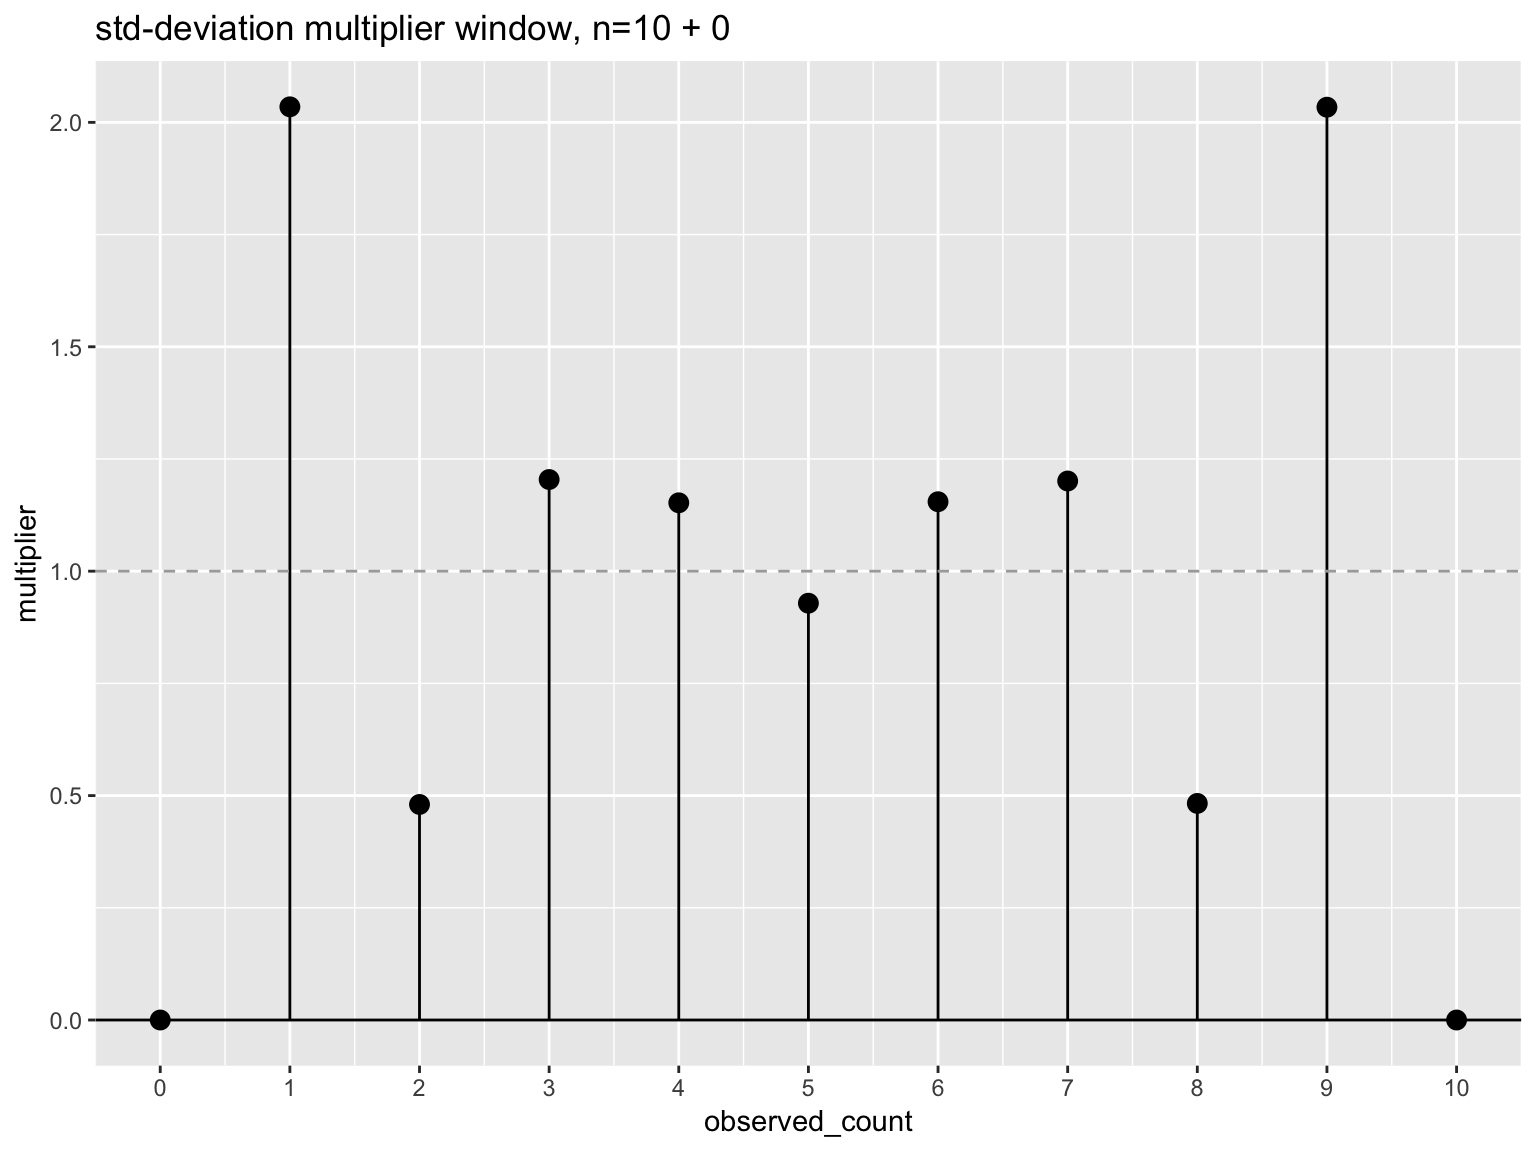 std-deviation multiplier window, n=10 + 0
multiplier
2.0
1.5
1.0
0.5
0.0
0 1 2 3 4 5 6 7 8 9 10
observed_count